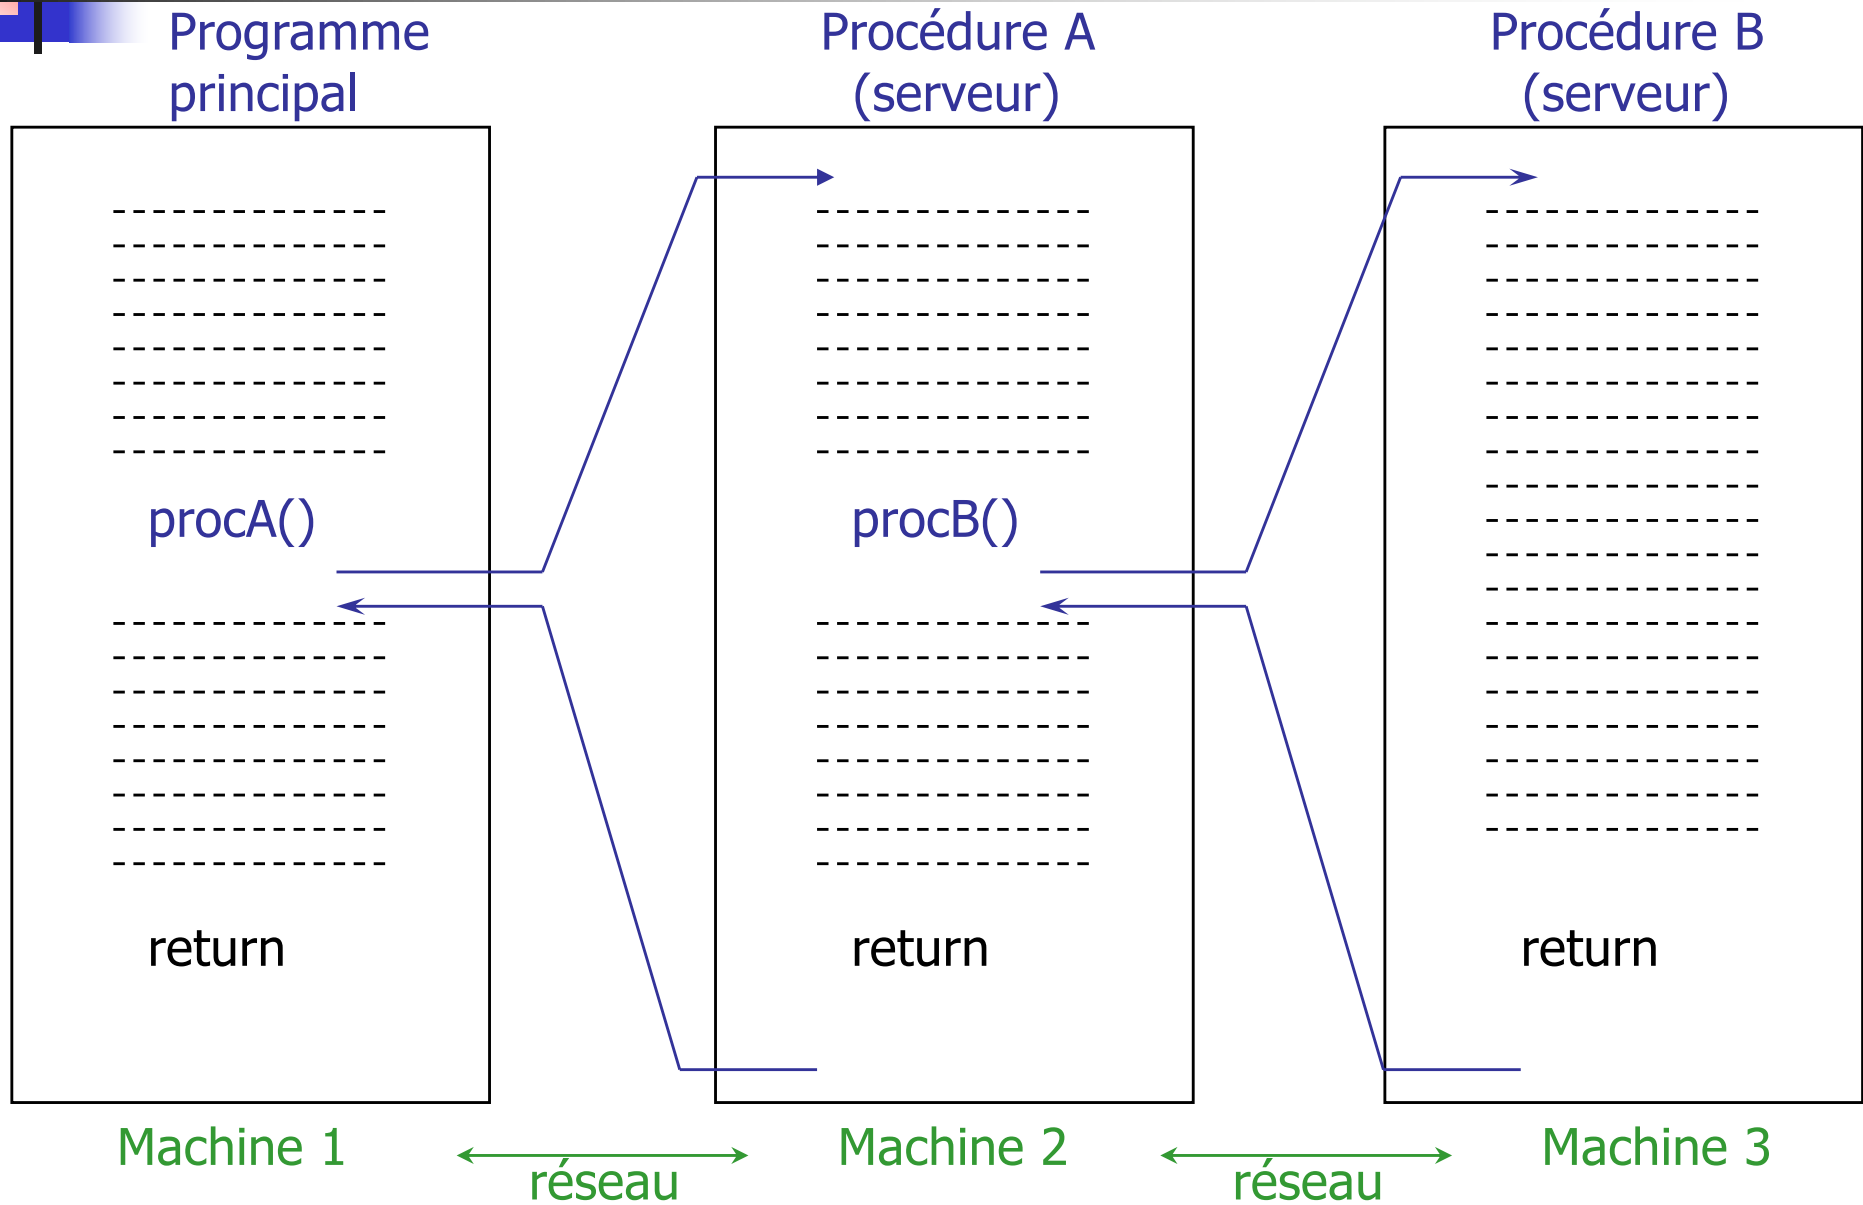 Programme
principal
Procédure A
(serveur)
Procédure B
(serveur)
procA()
procB()
return
return
return
Machine 1
réseau
Machine 2
réseau
Machine 3